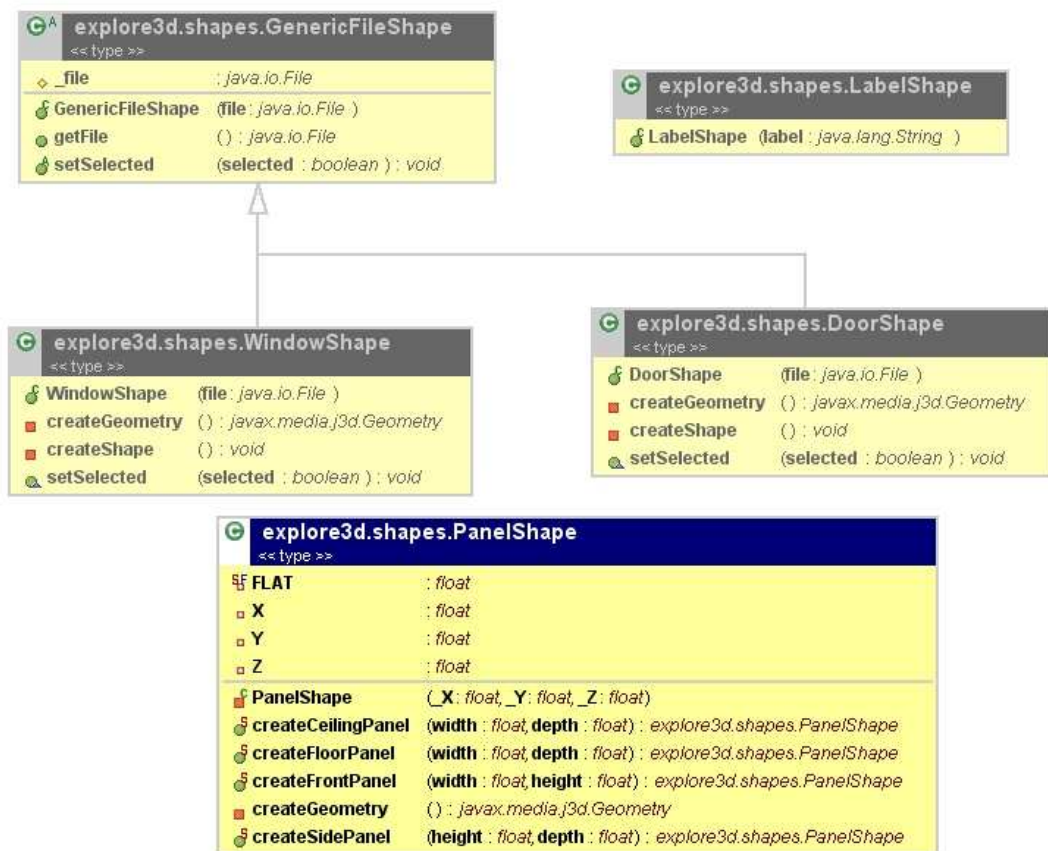 explore3d.shapes.GenericFileShape
<< type >>
_file : java.io.File
GenericFileShape (file : java.io.File )
getFile () : java.io.File
setSelected (selected : boolean ) : void
explore3d.shapes.LabelShape
<< type >>
LabelShape (label : java.lang.String )
explore3d.shapes.WindowShape
<< type >>
WindowShape (file : java.io.File )
createGeometry () : javax.media.j3d.Geometry
createShape () : void
setSelected (selected : boolean ) : void
explore3d.shapes.DoorShape
<< type >>
DoorShape (file : java.io.File )
createGeometry () : javax.media.j3d.Geometry
createShape () : void
setSelected (selected : boolean ) : void
explore3d.shapes.PanelShape
<< type >>
FLAT : float
X : float
Y : float
Z : float
PanelShape (_X : float, _Y : float, _Z : float)
createCeilingPanel (width : float, depth : float) : explore3d.shapes.PanelShape
createFloorPanel (width : float, depth : float) : explore3d.shapes.PanelShape
createFrontPanel (width : float, height : float) : explore3d.shapes.PanelShape
createGeometry () : javax.media.j3d.Geometry
createSidePanel (height : float, depth : float) : explore3d.shapes.PanelShape